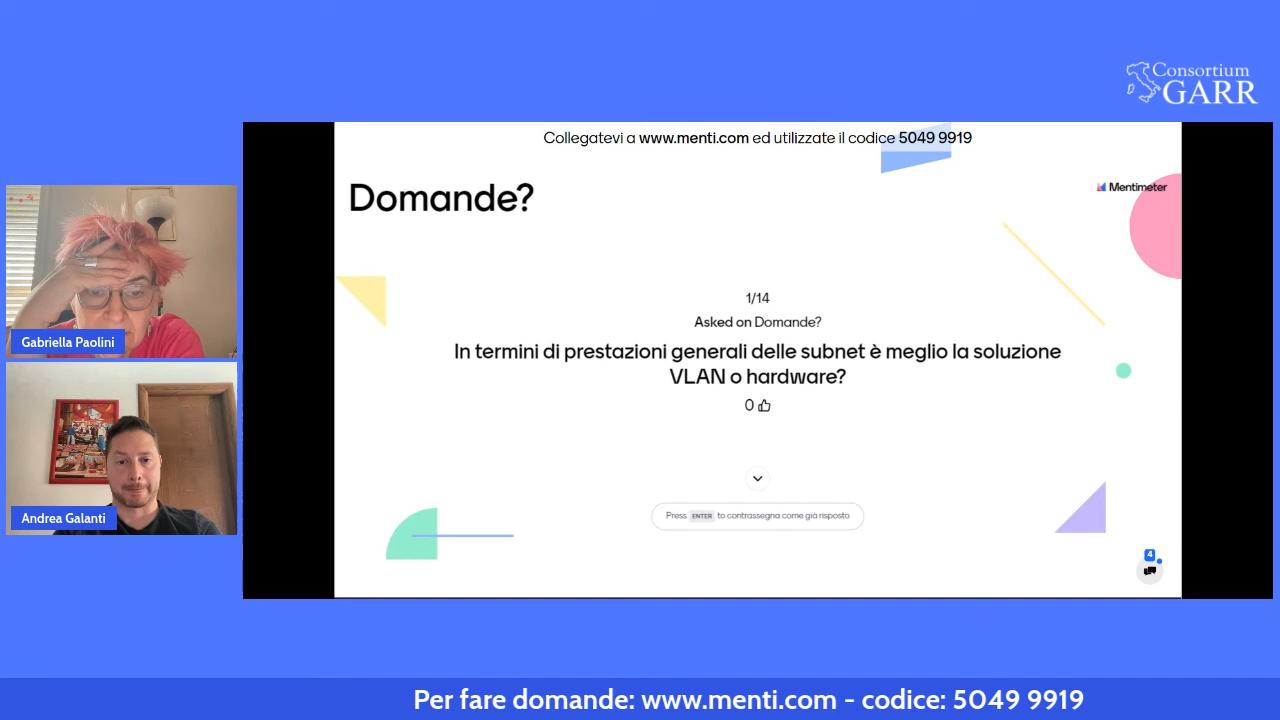 Consortium
GARR
Collegatevi a www.menti.com ed utilizzate il codice 5049 9919
Domande?
Mentimeter
1/14
Asked on Domande?
In termini di prestazioni generali delle subnet è meglio la soluzione
VLAN o hardware?
0
Press ENTER to contrassegna come già risposto
4
Gabriella Paolini
Andrea Galanti
Per fare domande: www.menti.com - codice: 5049 9919